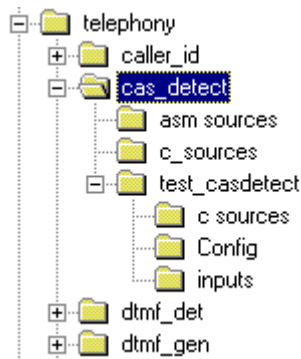 telephony
caller_id
cas_detect
asm sources
c_sources
test_casdetect
c sources
Config
inputs
dtmf_det
dtmf_gen